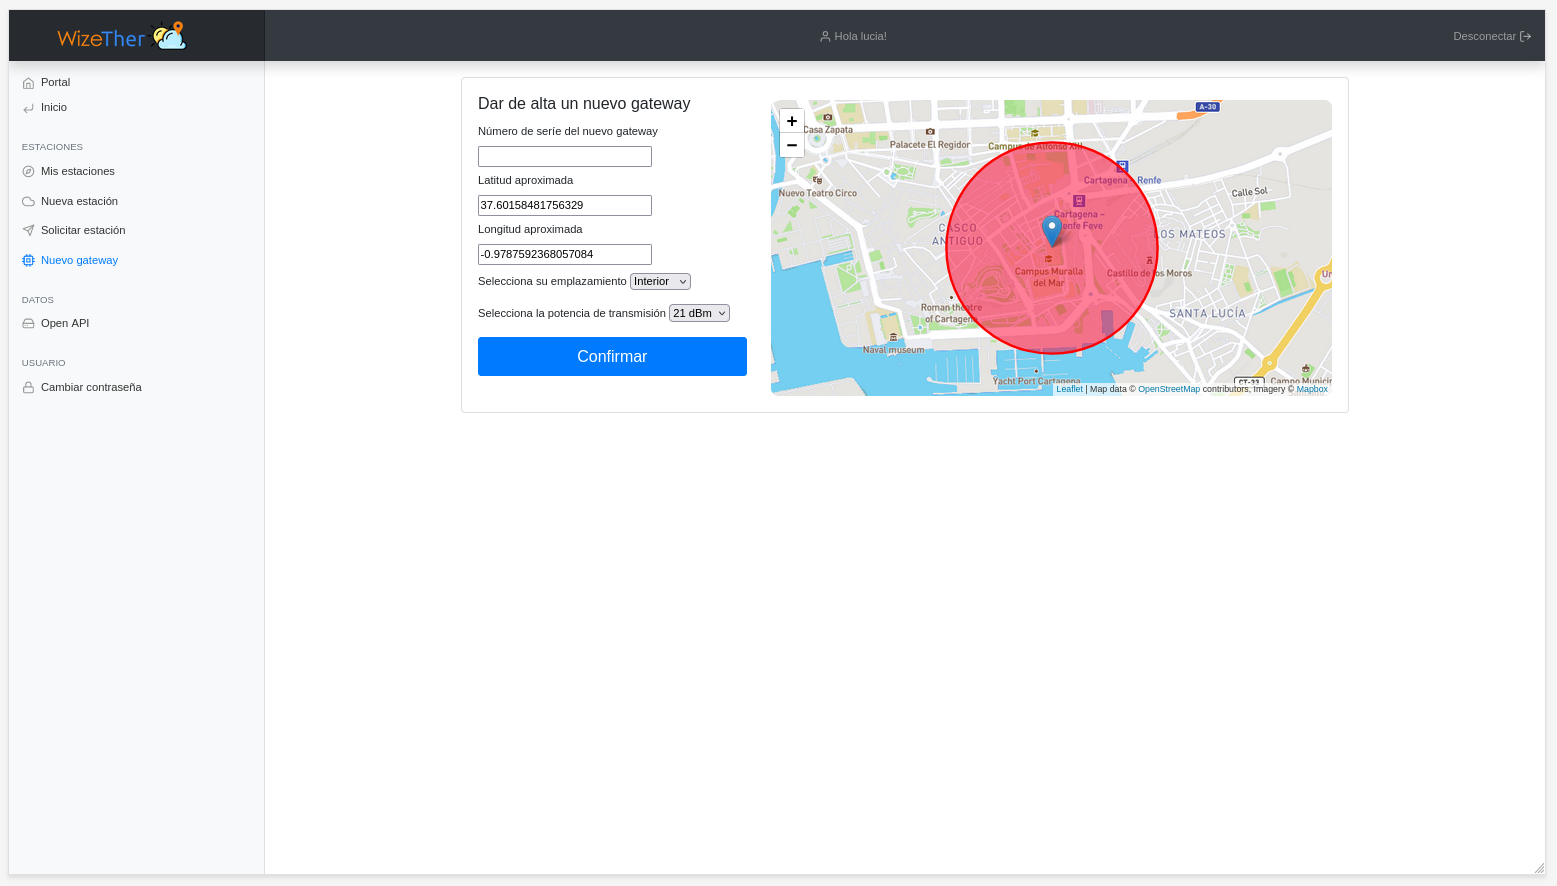 WizeTher
Hola lucia!
Desconectar
Portal
Inicio
ESTACIONES
Mis estaciones
Nueva estación
Solicitar estación
Nuevo gateway
DATOS
Open API
USUARIO
Cambiar contraseña
Dar de alta un nuevo gateway
Número de seríe del nuevo gateway
Latitud aproximada
37.60158481756329
Longitud aproximada
-0.9787592368057084
Selecciona su emplazamiento Interior
Selecciona la potencia de transmisión 21 dBm
Confirmar
+
−
A-30
Casa Zapata
Palacete El Regidor
Campus de Alfonso XIII
Cartagena - Renfe
Nuevo Teatro Circo
Calle Sol
Cartagena -
Renfe Feve
CASCO
ANTIGUO
LOS MATEOS
Campus Muralla
del Mar
Castillo de los Moros
Roman theatre
of Cartagena
SANTA LUCÍA
Naval museum
Yacht Port Cartagena
CT-33
Leaflet | Map data © OpenStreetMap contributors, Imagery © Mapbox